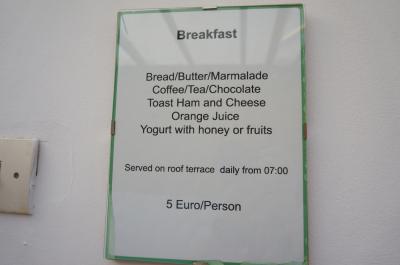 Breakfast
Bread/Butter/Marmalade
Coffee/Tea/Chocolate
Toast Ham and Cheese
Orange Juice
Yogurt with honey or fruits
Served on roof terrace daily from 07:00
5 Euro/Person